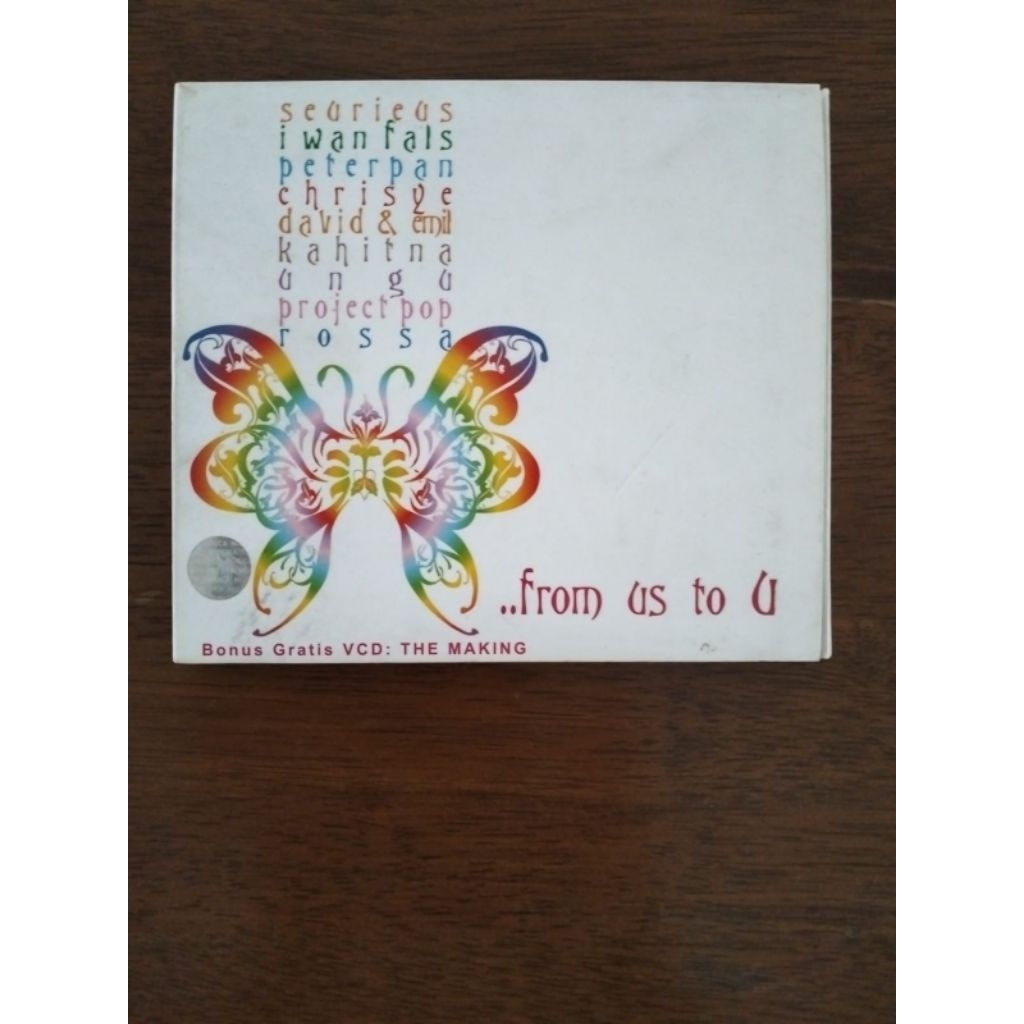 seurieus
iwan fals
peterpan
chrisye
david & emil
kahitna
ungu
project pop
rossa
..from us to U
Bonus Gratis VCD: THE MAKING